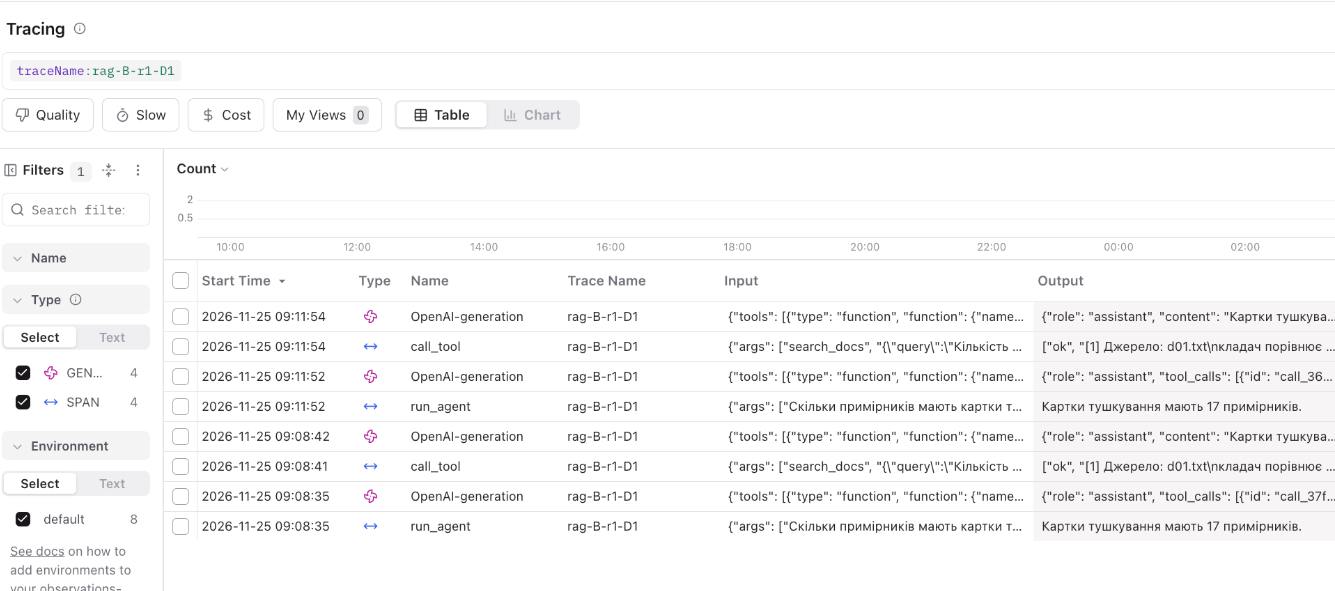 Tracing
traceName:rag-B-r1-D1
Quality Slow $ Cost My Views 0 Table Chart
Filters 1
Search filte
Name
Type
Select Text
GEN... 4
SPAN 4
Environment
Select Text
default 8
See docs on how to
add environments to
your observations-
Count
2
0.5
10:00 12:00 14:00 16:00 18:00 20:00 22:00 00:00 02:00
Start Time Type Name Trace Name Input Output
2026-11-25 09:11:54 OpenAI-generation rag-B-r1-D1 {"tools": [{"type": "function", "function": {"name... {"role": "assistant", "content": "Картки тушкува...
2026-11-25 09:11:54 call_tool rag-B-r1-D1 {"args": ["search_docs", "{\"query\":\"Кількість ... ["ok", "[1] Джерело: d01.txt\nкладач порівнює ...
2026-11-25 09:11:52 OpenAI-generation rag-B-r1-D1 {"tools": [{"type": "function", "function": {"name... {"role": "assistant", "tool_calls": [{"id": "call_36...
2026-11-25 09:11:52 run_agent rag-B-r1-D1 {"args": ["Скільки примірників мають картки т... Картки тушкування мають 17 примірників.
2026-11-25 09:08:42 OpenAI-generation rag-B-r1-D1 {"tools": [{"type": "function", "function": {"name... {"role": "assistant", "content": "Картки тушкува...
2026-11-25 09:08:41 call_tool rag-B-r1-D1 {"args": ["search_docs", "{\"query\":\"Кількість ... ["ok", "[1] Джерело: d01.txt\nкладач порівнює ...
2026-11-25 09:08:35 OpenAI-generation rag-B-r1-D1 {"tools": [{"type": "function", "function": {"name... {"role": "assistant", "tool_calls": [{"id": "call_37f...
2026-11-25 09:08:35 run_agent rag-B-r1-D1 {"args": ["Скільки примірників мають картки т... Картки тушкування мають 17 примірників.